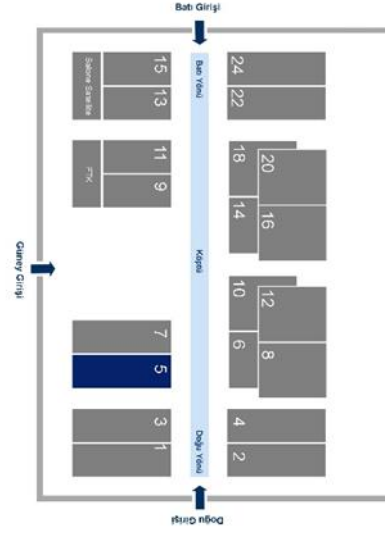 Batı Girişi
Salone Satellite
15
13
Batı Yönü
24
22
FTK
11
9
18
20
14
16
Köprü
Güney Girişi
10
12
6
8
7
5
3
1
Doğu Yönü
4
2
Doğu Girişi